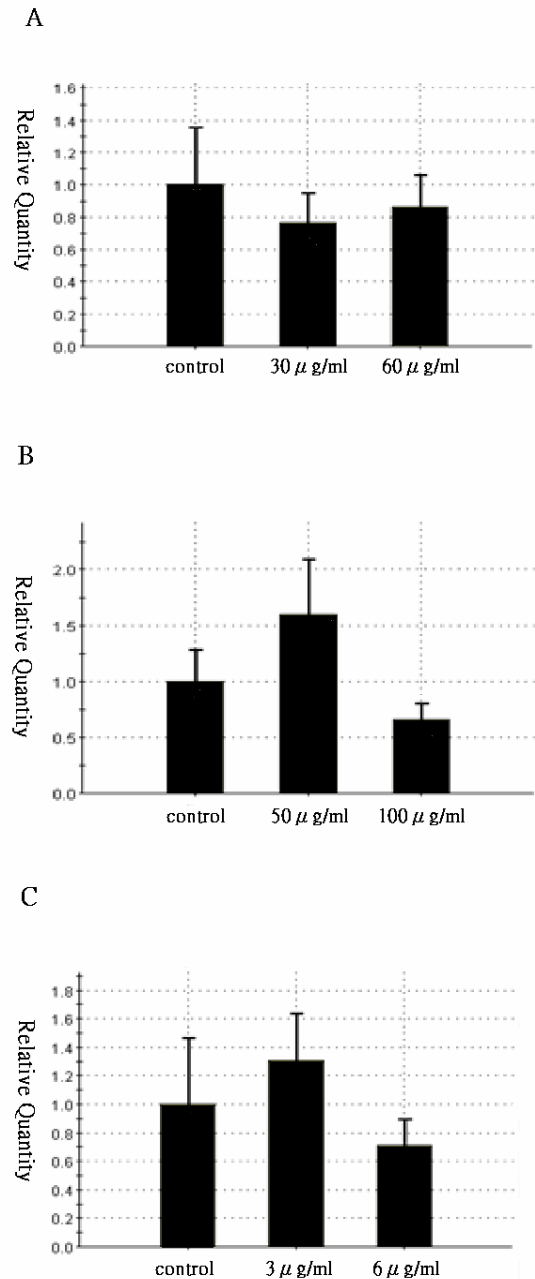 A
Relative Quantity
1.6
1.4
1.2
1.0
0.8
0.6
0.4
0.2
0.0
control 30 μ g/ml 60 μ g/ml
B
Relative Quantity
2.0
1.5
1.0
0.5
0.0
control 50 μ g/ml 100 μ g/ml
C
Relative Quantity
1.8
1.6
1.4
1.2
1.0
0.8
0.6
0.4
0.2
0.0
control 3 μ g/ml 6 μ g/ml